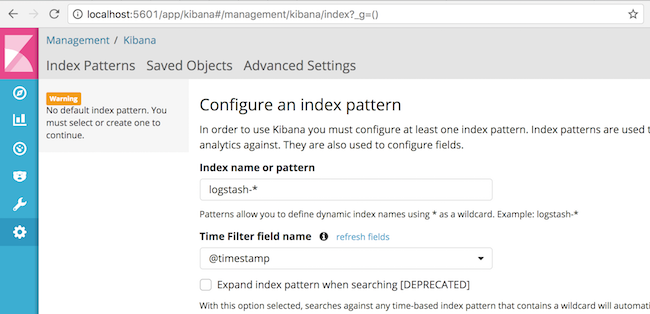 localhost:5601/app/kibana#/management/kibana/index?_g=()
Management / Kibana
Index Patterns Saved Objects Advanced Settings
Warning
No default index pattern. You
must select or create one to
continue.
Configure an index pattern
In order to use Kibana you must configure at least one index pattern. Index patterns are used t
analytics against. They are also used to configure fields.
Index name or pattern
logstash-*
Patterns allow you to define dynamic index names using * as a wildcard. Example: logstash-*
Time Filter field name refresh fields
@timestamp
Expand index pattern when searching [DEPRECATED]
With this option selected, searches against any time-based index pattern that contains a wildcard will automati